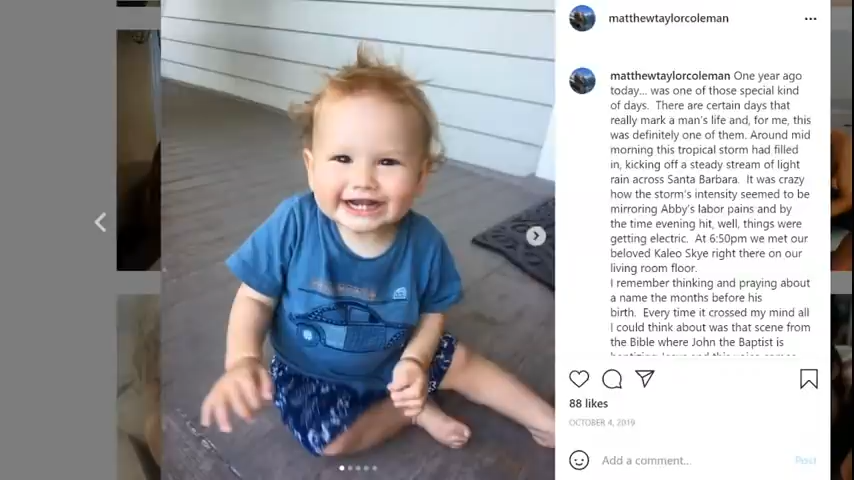 matthewtaylorcoleman
matthewtaylorcoleman One year ago
today... was one of those special kind
of days. There are certain days that
really mark a man's life and, for me, this
was definitely one of them. Around mid
morning this tropical storm had filled
in, kicking off a steady stream of light
rain across Santa Barbara. It was crazy
how the storm's intensity seemed to be
mirroring Abby's labor pains and by
the time evening hit, well, things were
getting electric. At 6:50pm we met our
beloved Kaleo Skye right there on our
living room floor.
I remember thinking and praying about
a name the months before his
birth. Every time it crossed my mind all
I could think about was that scene from
the Bible where John the Baptist is
88 likes
OCTOBER 4, 2019
Add a comment...
Post